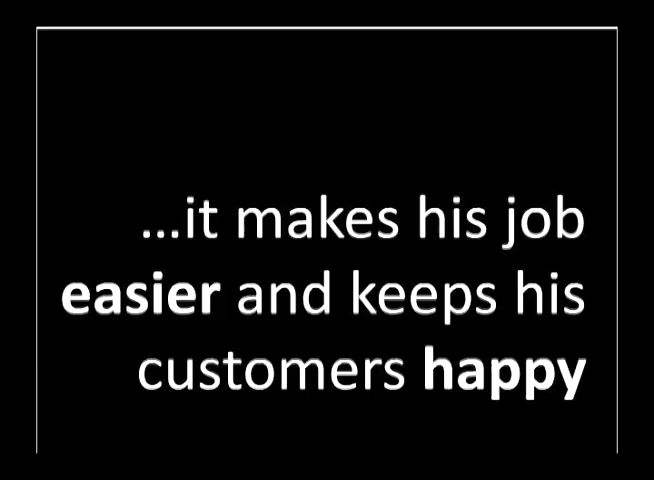 ...it makes his job
easier and keeps his
customers happy